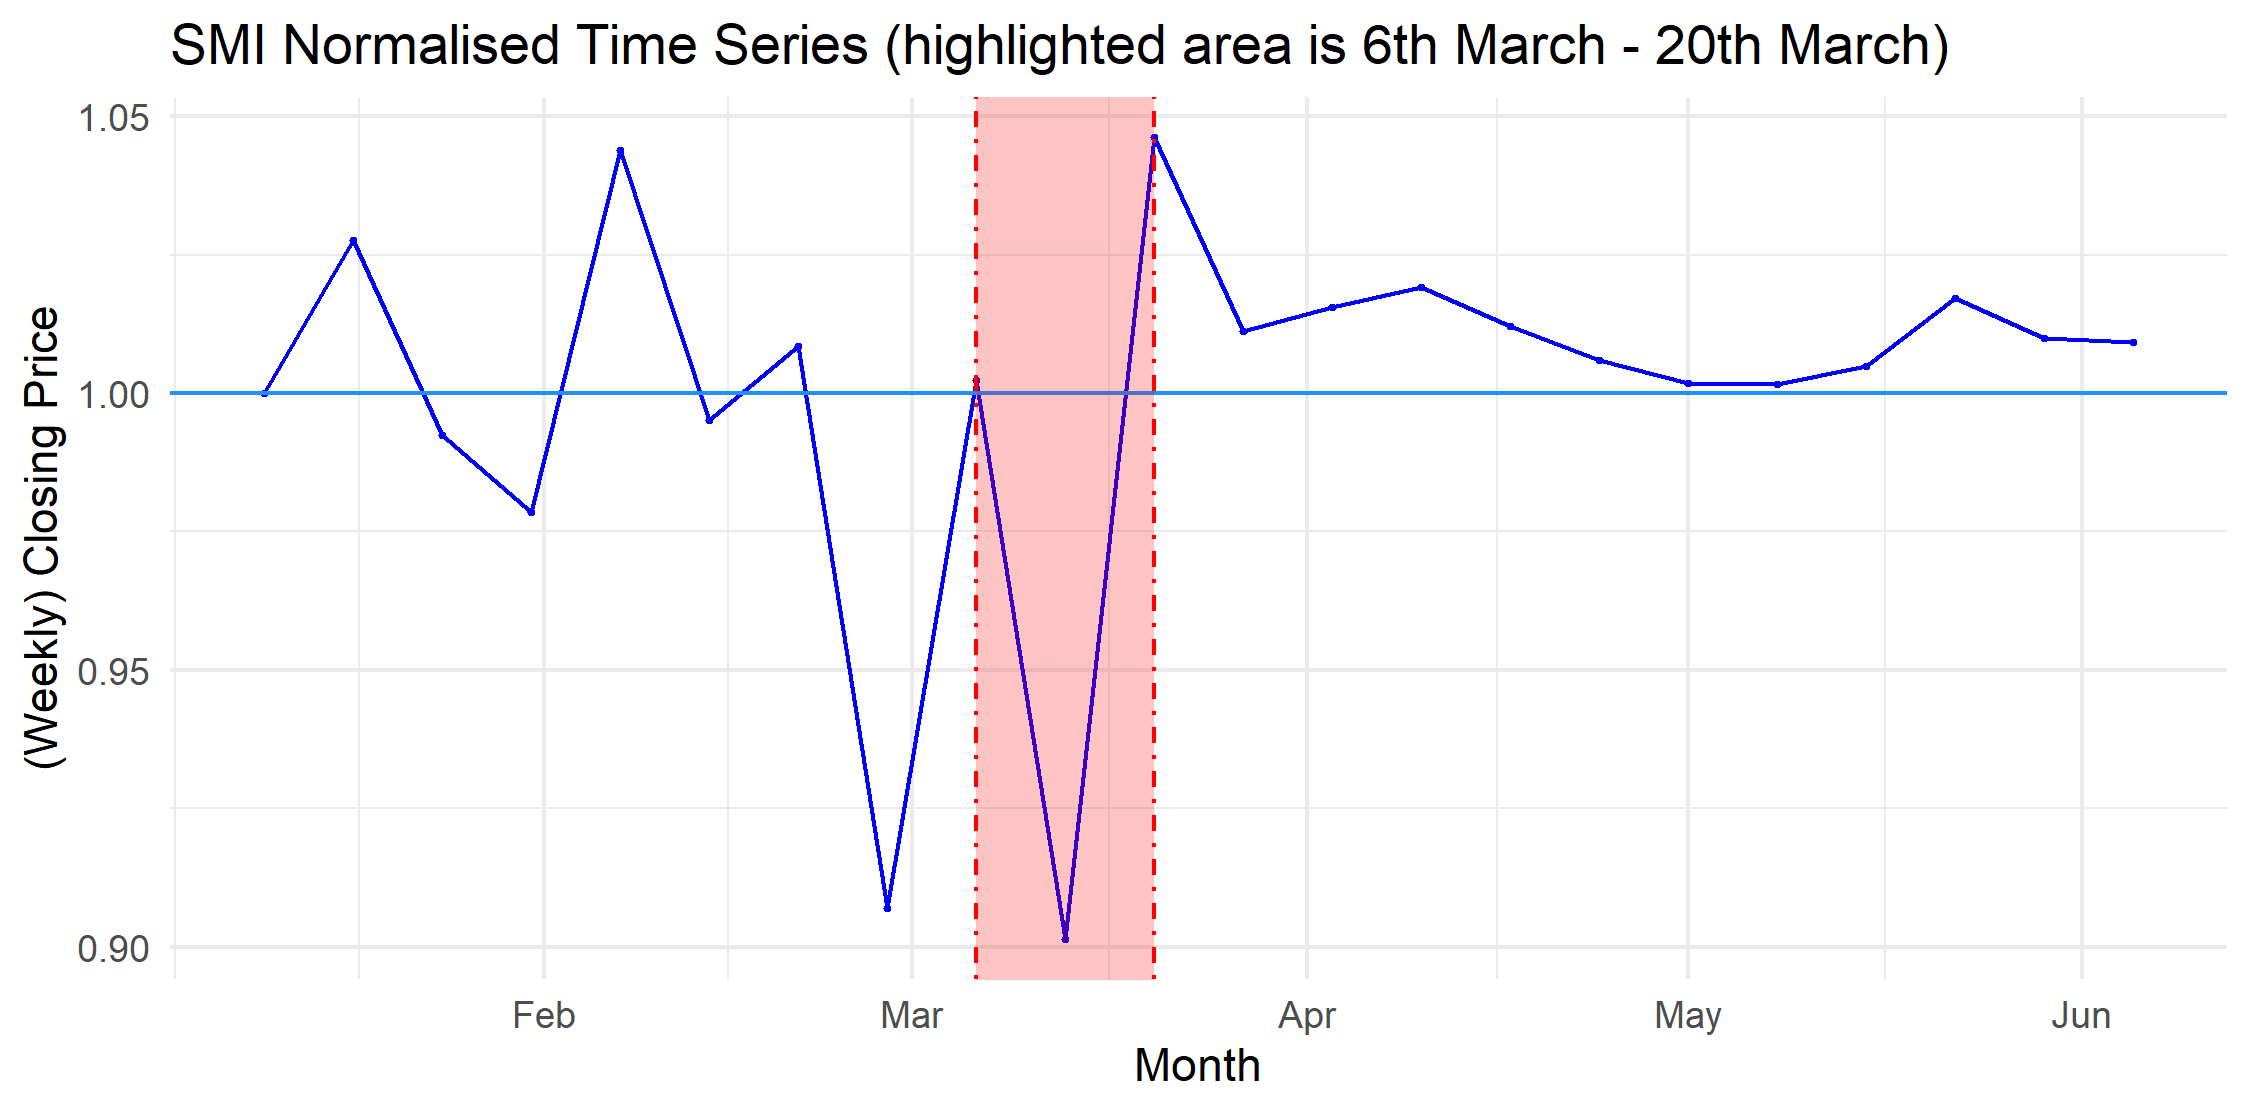 SMI Normalised Time Series (highlighted area is 6th March - 20th March)
(Weekly) Closing Price
1.05
1.00
0.95
0.90
Feb
Mar
Apr
May
Jun
Month